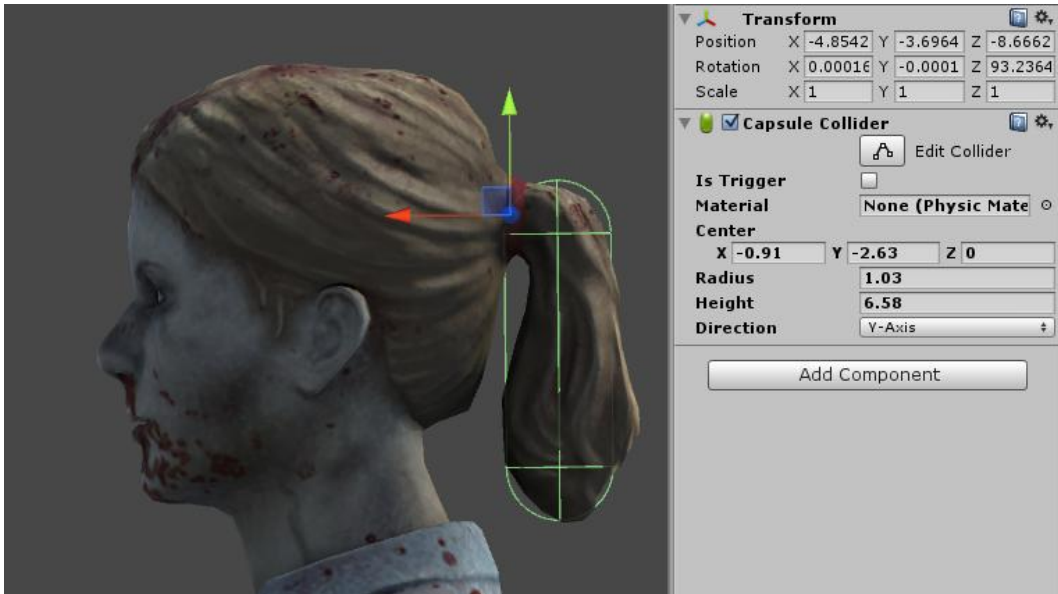 Transform
Position X -4.8542 Y -3.6964 Z -8.6662
Rotation X 0.00016 Y -0.0001 Z 93.2364
Scale X 1 Y 1 Z 1
Capsule Collider
Edit Collider
Is Trigger
Material None (Physic Mate
Center
X -0.91 Y -2.63 Z 0
Radius 1.03
Height 6.58
Direction Y-Axis
Add Component